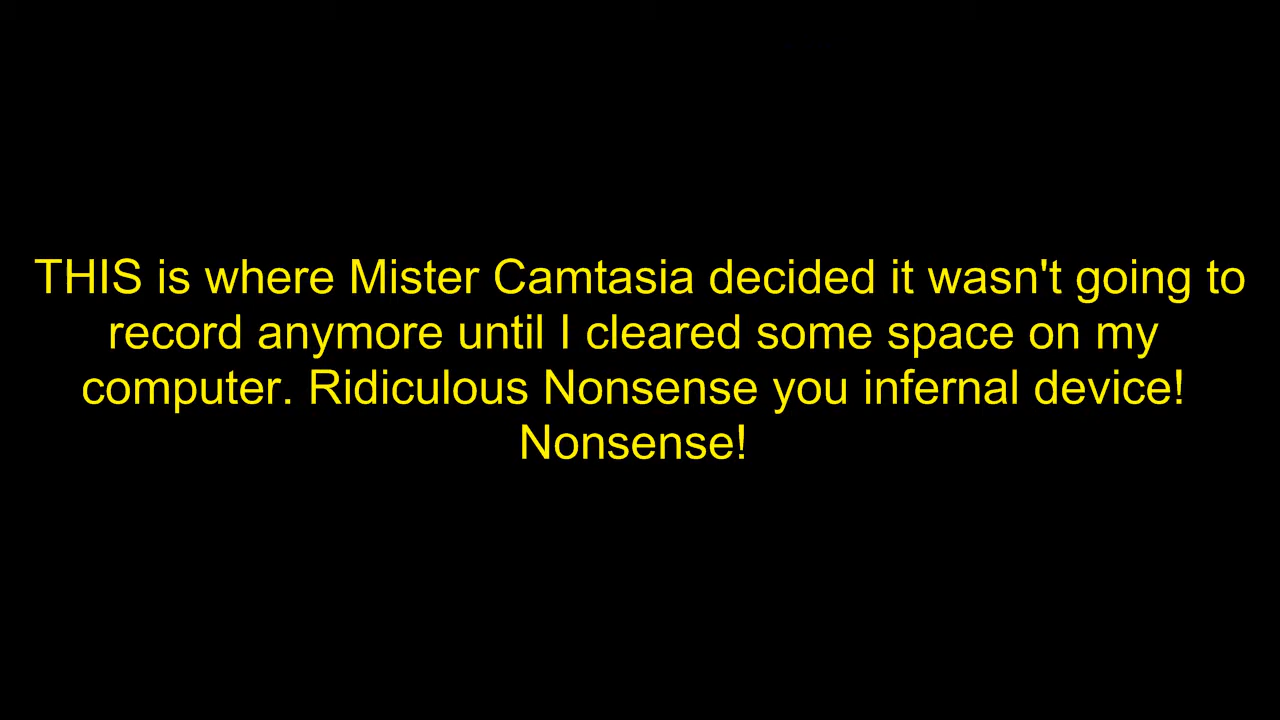 THIS is where Mister Camtasia decided it wasn't going to
record anymore until I cleared some space on my
computer. Ridiculous Nonsense you infernal device!
Nonsense!